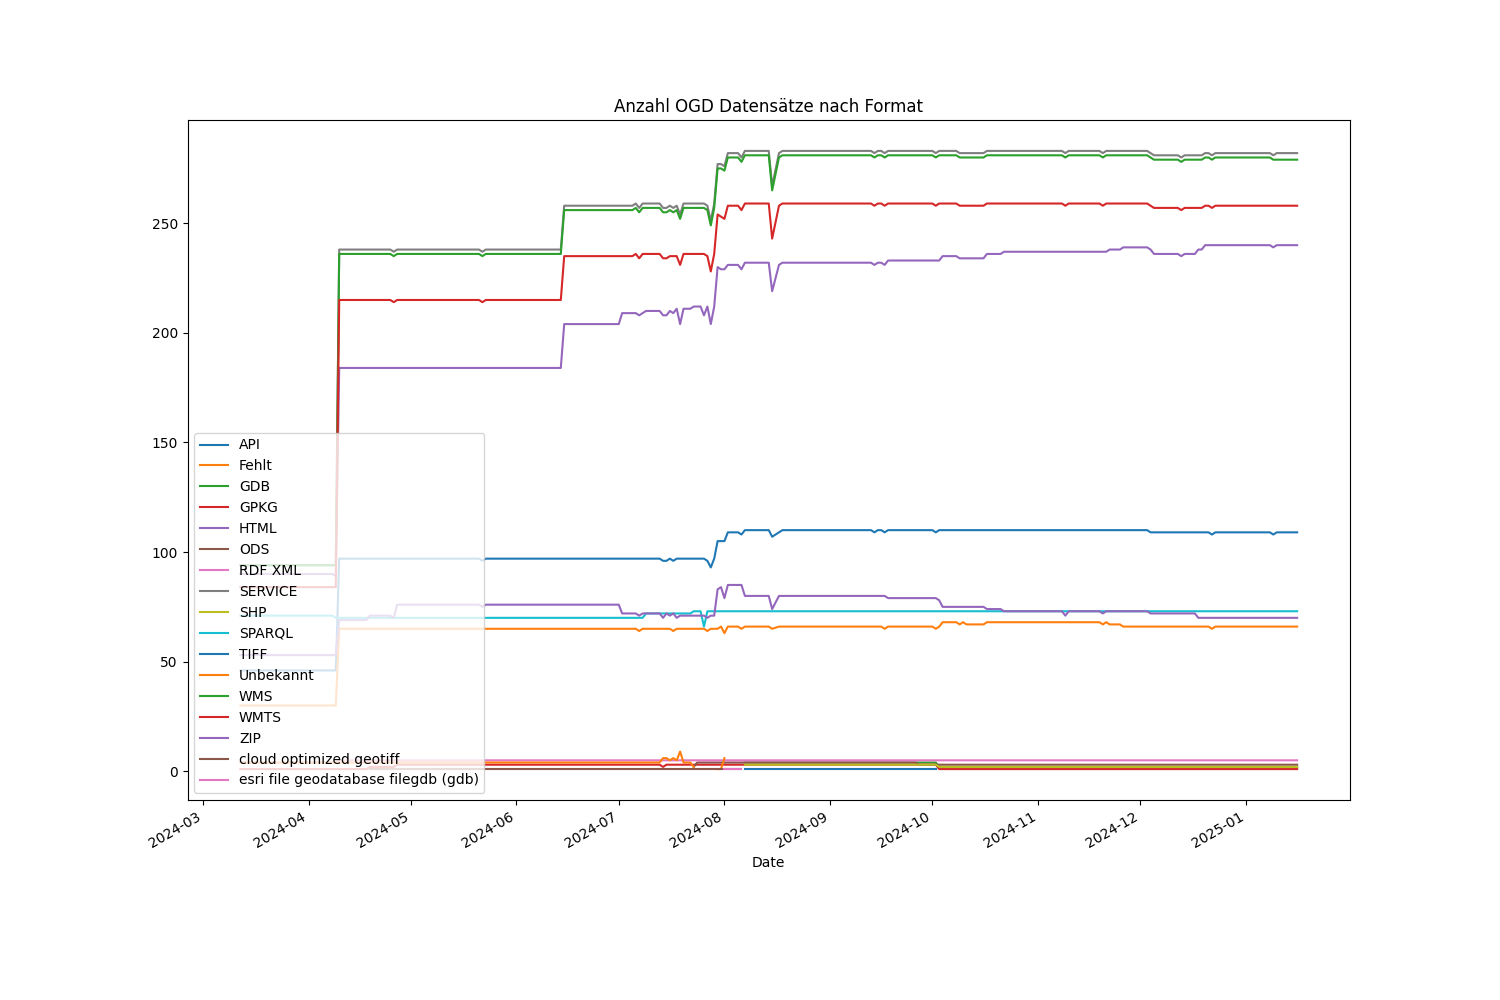 Anzahl OGD Datensätze nach Format
250
200
150
100
50
0
API
Fehlt
GDB
GPKG
HTML
ODS
RDF XML
SERVICE
SHP
SPARQL
TIFF
Unbekannt
WMS
WMTS
ZIP
cloud optimized geotiff
esri file geodatabase filegdb (gdb)
2024-03
2024-04
2024-05
2024-06
2024-07
2024-08
2024-09
2024-10
2024-11
2024-12
2025-01
Date